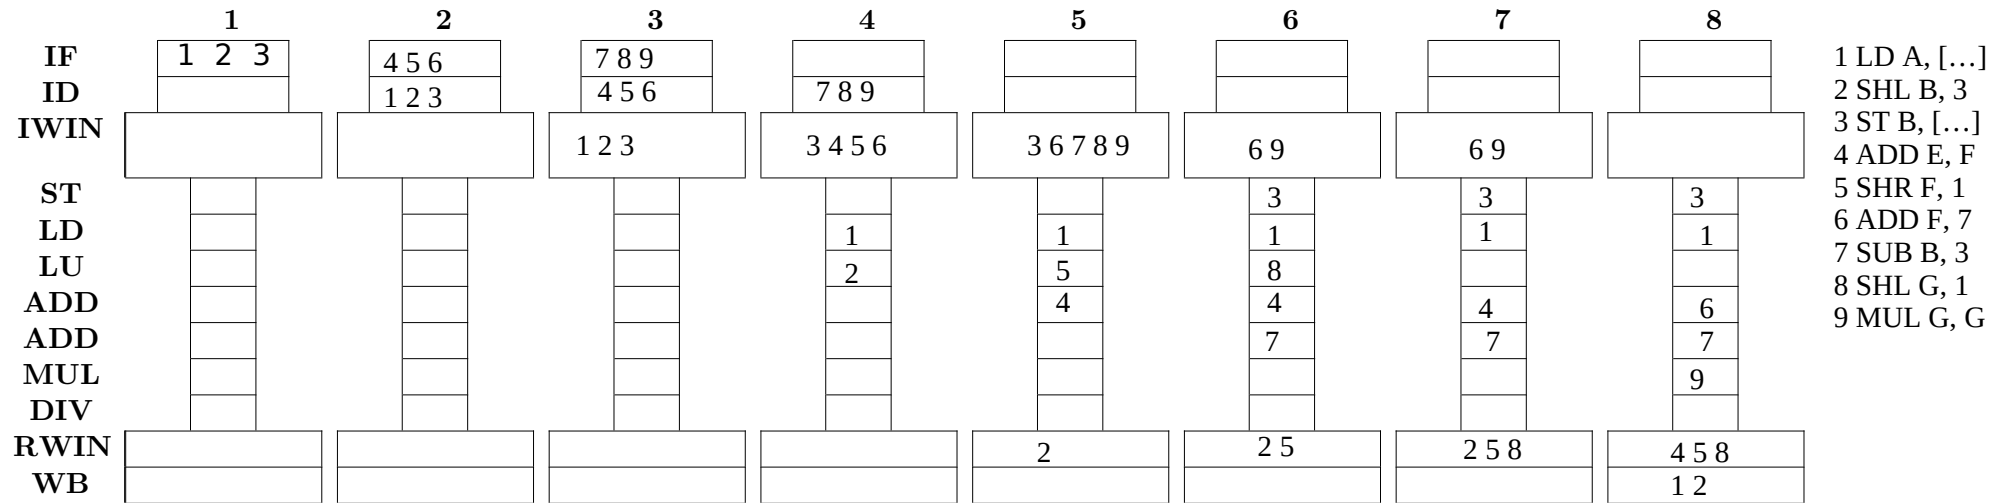 1 2 3 4 5 6 7 8
IF 1 2 3 4 5 6 7 8 9 1 LD A, […]
ID 1 2 3 4 5 6 7 8 9 2 SHL B, 3
IWIN 1 2 3 3 4 5 6 3 6 7 8 9 6 9 6 9 3 ST B, […]
4 ADD E, F
ST 3 3 3 5 SHR F, 1
LD 1 1 1 1 1 6 ADD F, 7
LU 2 5 8 7 SUB B, 3
ADD 4 4 4 6 8 SHL G, 1
ADD 7 7 7 9 MUL G, G
MUL 9
DIV
RWIN 2 2 5 2 5 8 4 5 8
WB 1 2